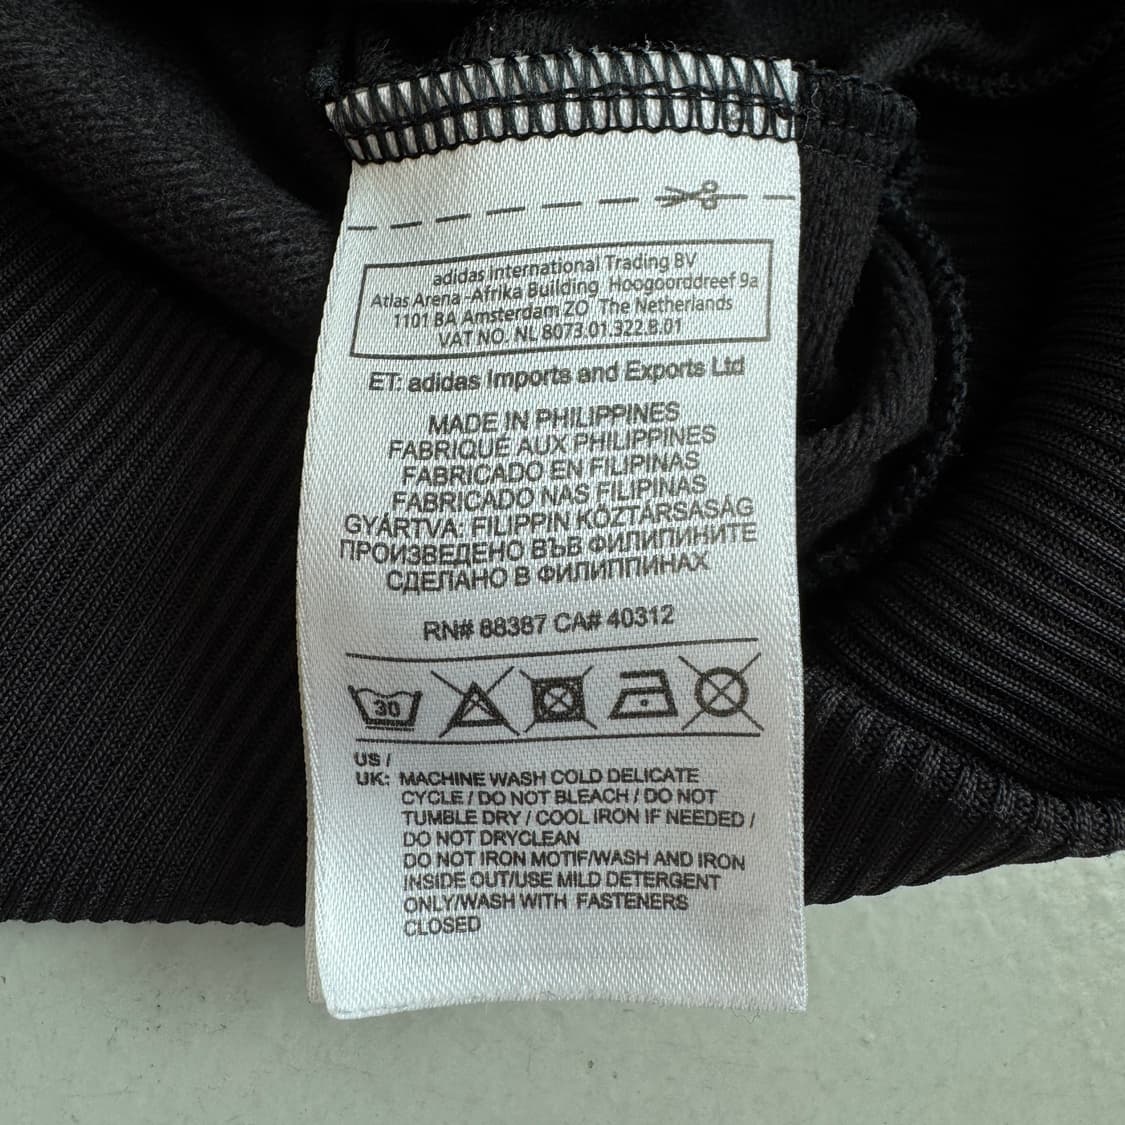 adidas International Trading BV
Atlas Arena -Afrika Building, Hoogoorddreef 9a
1101 BA Amsterdam ZO The Netherlands
VAT NO. NL 8073.01.322.B.01
ET: adidas Imports and Exports Ltd
MADE IN PHILIPPINES
FABRIQUÉ AUX PHILIPPINES
FABRICADO EN FILIPINAS
FABRICADO NAS FILIPINAS
GYÁRTVA: FILIPPIN KÖZTÁRSASÁG
ПРОИЗВЕДЕНО ВЪВ ФИЛИПИНИТЕ
СДЕЛАНО В ФИЛИППИНАХ
RN# 88387 CA# 40312
30
US /
UK: MACHINE WASH COLD DELICATE
CYCLE / DO NOT BLEACH / DO NOT
TUMBLE DRY / COOL IRON IF NEEDED /
DO NOT DRYCLEAN
DO NOT IRON MOTIF/WASH AND IRON
INSIDE OUT/USE MILD DETERGENT
ONLY/WASH WITH FASTENERS
CLOSED